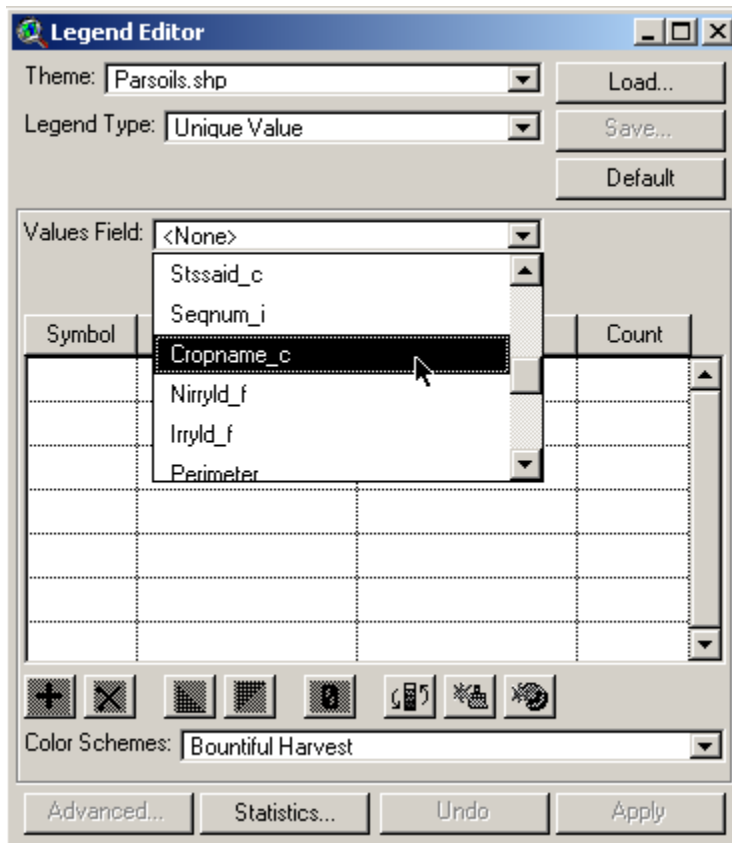 Legend Editor
Theme: Parsoils.shp
Load...
Legend Type: Unique Value
Save...
Default
Values Field: <None>
Stssaid_c
Seqnum_i
Cropname_c
Nirryld_f
Irryld_f
Perimeter
Symbol
Count
Color Schemes: Bountiful Harvest
Advanced...
Statistics...
Undo
Apply